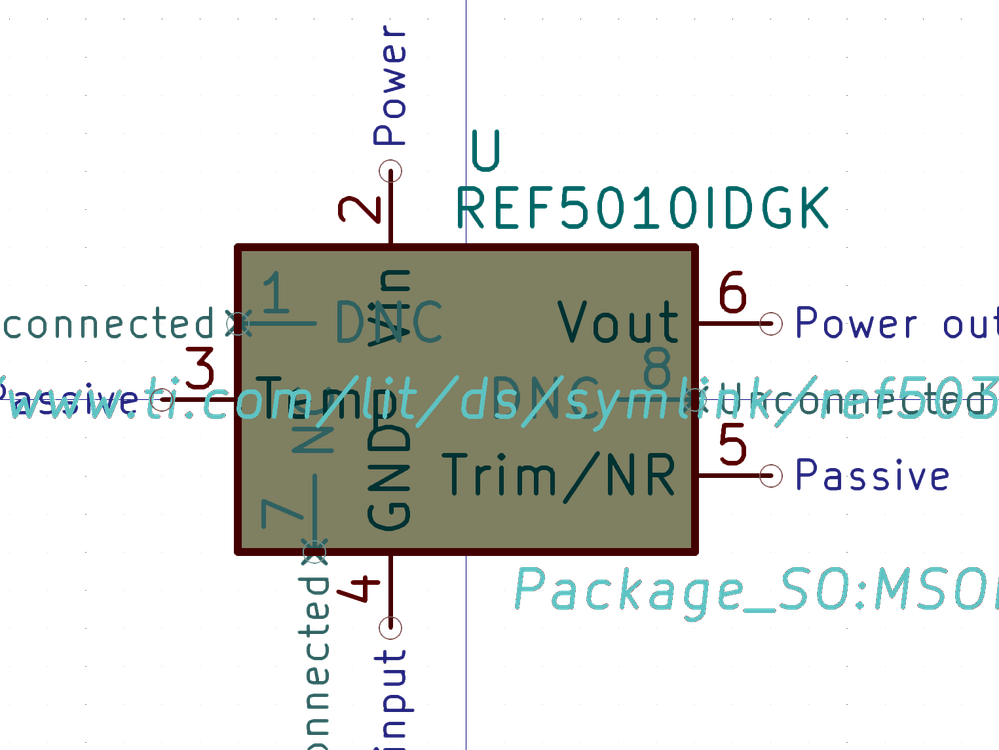 Power
U
REF5010IDGK
2
1
Vin
6
connected
DNC
Vout
Power out
3
8
Passive
Temp
www.ti.com/lit/ds/symlink/ref503
DNC
Unconnected
NC
GND
5
Trim/NR
Passive
7
4
Package_SO:MSO
onnected
input